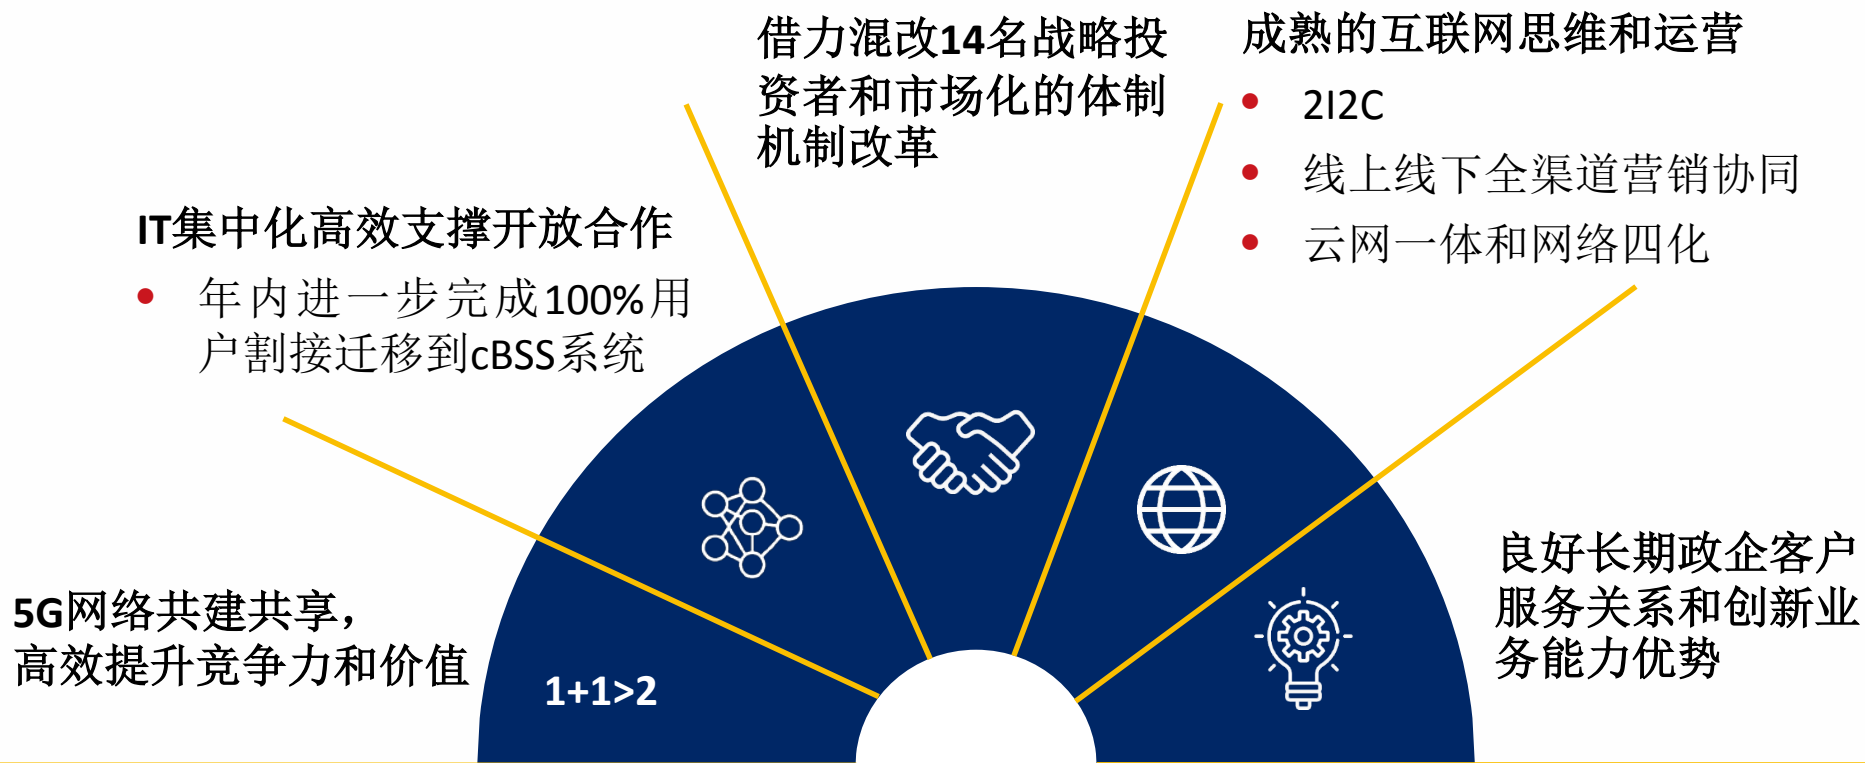 借力混改14名战略投
资者和市场化的体制
机制改革
成熟的互联网思维和运营
• 2I2C
• 线上线下全渠道营销协同
• 云网一体和网络四化
IT集中化高效支撑开放合作
• 年内进一步完成100%用
户割接迁移到cBSS系统
5G网络共建共享，
高效提升竞争力和价值
1+1>2
良好长期政企客户
服务关系和创新业
务能力优势